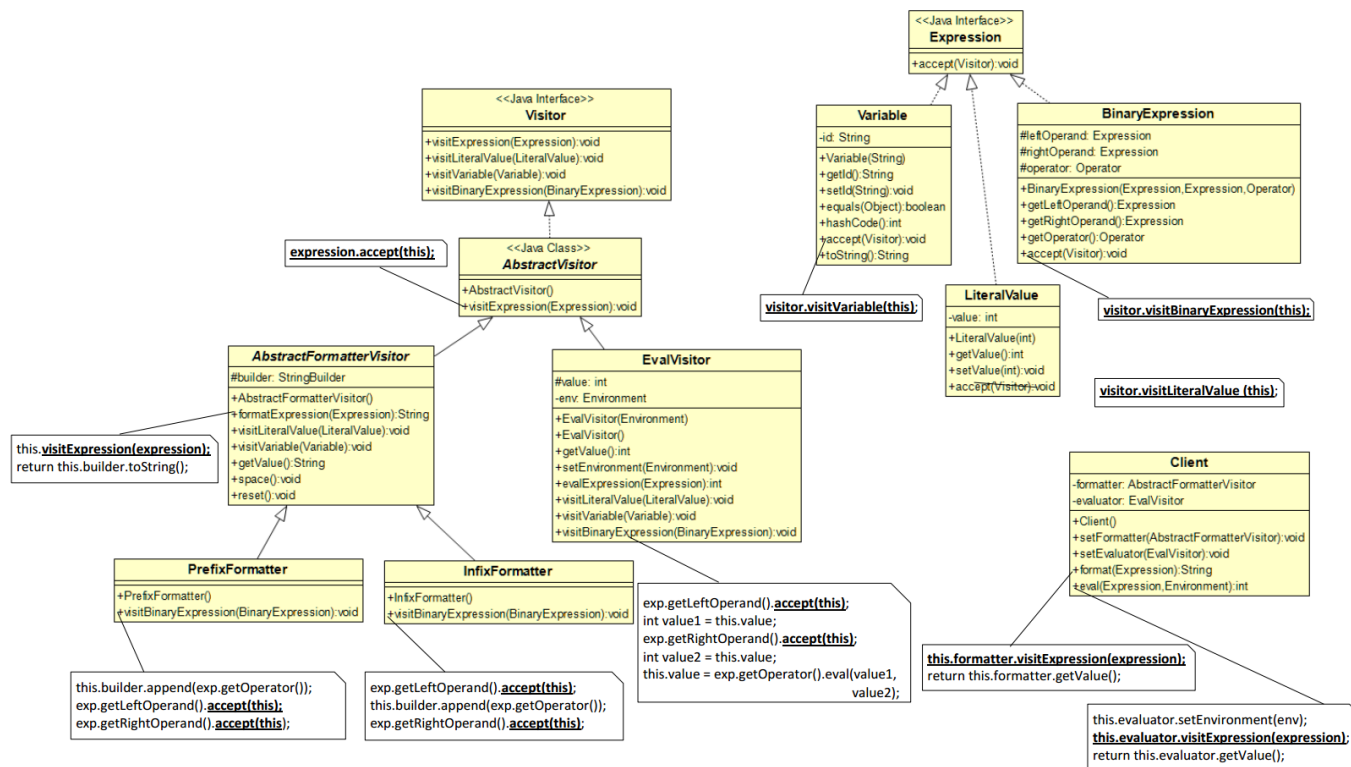 <<Java Interface>>
Expression
+accept(Visitor):void
<<Java Interface>>
Visitor
+visitExpression(Expression):void
+visitLiteralValue(LiteralValue):void
+visitVariable(Variable):void
+visitBinaryExpression(BinaryExpression):void
Variable
-id: String
+Variable(String)
+getId():String
+setId(String):void
+equals(Object):boolean
+hashCode():int
+accept(Visitor):void
+toString():String
BinaryExpression
#leftOperand: Expression
#rightOperand: Expression
#operator: Operator
+BinaryExpression(Expression,Expression,Operator)
+getLeftOperand():Expression
+getRightOperand():Expression
+getOperator():Operator
+accept(Visitor):void
expression.accept(this);
<<Java Class>>
AbstractVisitor
+AbstractVisitor()
+visitExpression(Expression):void
visitor.visitVariable(this);
LiteralValue
-value: int
+LiteralValue(int)
+getValue():int
+setValue(int):void
+accept(Visitor):void
visitor.visitBinaryExpression(this);
visitor.visitLiteralValue (this);
AbstractFormatterVisitor
#builder: StringBuilder
+AbstractFormatterVisitor()
+formatExpression(Expression):String
+visitLiteralValue(LiteralValue):void
+visitVariable(Variable):void
+getValue():String
+space():void
+reset():void
this.visitExpression(expression);
return this.builder.toString();
EvalVisitor
#value: int
-env: Environment
+EvalVisitor(Environment)
+EvalVisitor()
+getValue():int
+setEnvironment(Environment):void
+evalExpression(Expression):int
+visitLiteralValue(LiteralValue):void
+visitVariable(Variable):void
+visitBinaryExpression(BinaryExpression):void
Client
-formatter: AbstractFormatterVisitor
-evaluator: EvalVisitor
+Client()
+setFormatter(AbstractFormatterVisitor):void
+setEvaluator(EvalVisitor):void
+format(Expression):String
+eval(Expression,Environment):int
PrefixFormatter
+PrefixFormatter()
+visitBinaryExpression(BinaryExpression):void
InfixFormatter
+InfixFormatter()
+visitBinaryExpression(BinaryExpression):void
this.builder.append(exp.getOperator());
exp.getLeftOperand().accept(this);
exp.getRightOperand().accept(this);
exp.getLeftOperand().accept(this);
this.builder.append(exp.getOperator());
exp.getRightOperand().accept(this);
exp.getLeftOperand().accept(this);
int value1 = this.value;
exp.getRightOperand().accept(this);
int value2 = this.value;
this.value = exp.getOperator().eval(value1,
value2);
this.formatter.visitExpression(expression);
return this.formatter.getValue();
this.evaluator.setEnvironment(env);
this.evaluator.visitExpression(expression);
return this.evaluator.getValue();